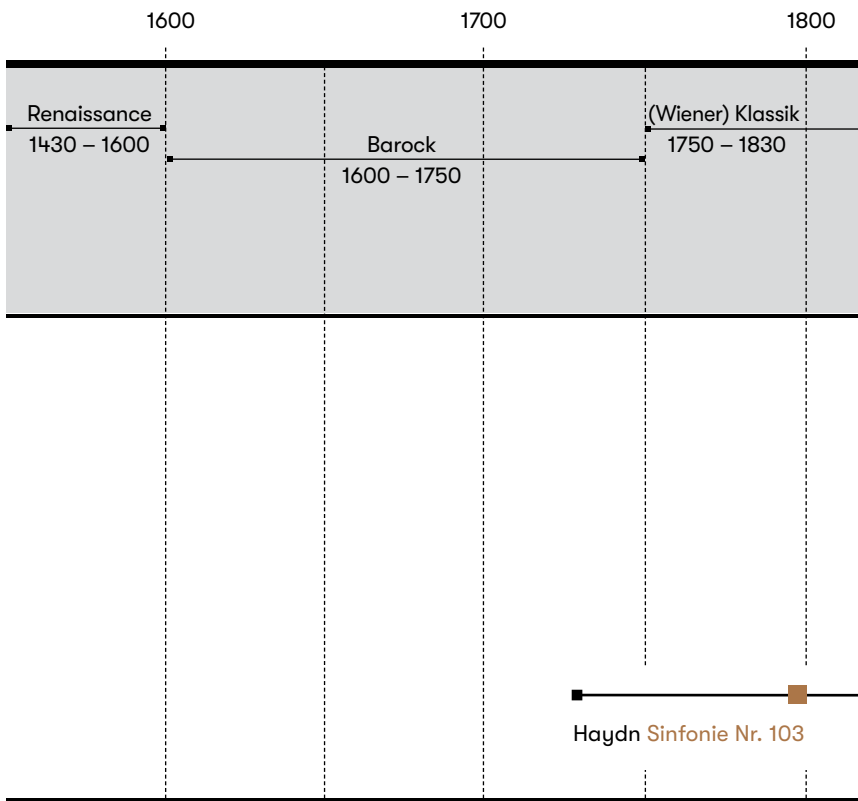 1600 1700 1800
Renaissance
1430 – 1600
Barock
1600 – 1750
(Wiener) Klassik
1750 – 1830
Haydn Sinfonie Nr. 103